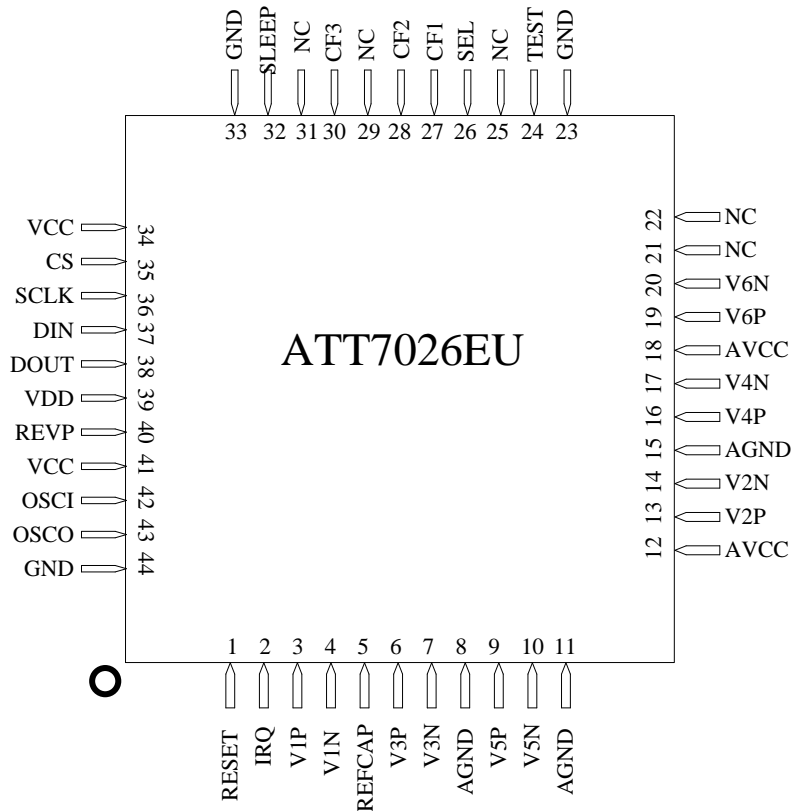 GND SLEEP NC CF3 NC CF2 CF1 SEL NC TEST GND
33 32 31 30 29 28 27 26 25 24 23
VCC 34
CS 35
SCLK 36
DIN 37
DOUT 38
VDD 39
REVP 40
VCC 41
OSCI 42
OSCO 43
GND 44
ATT7026EU
22 NC
21 NC
20 V6N
19 V6P
18 AVCC
17 V4N
16 V4P
15 AGND
14 V2N
13 V2P
12 AVCC
1 2 3 4 5 6 7 8 9 10 11
RESET IRQ V1P V1N REFCAP V3P V3N AGND V5P V5N AGND